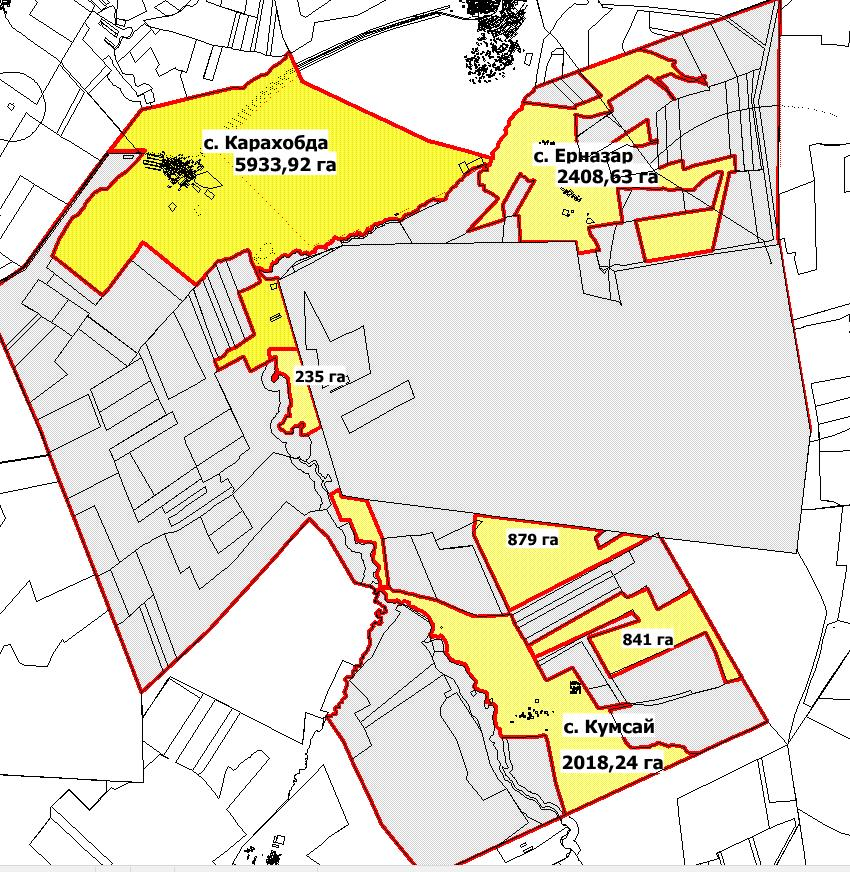 с. Карахобда
5933,92 га
с. Ерназар
2408,63 га
235 га
879 га
841 га
с. Кумсай
2018,24 га